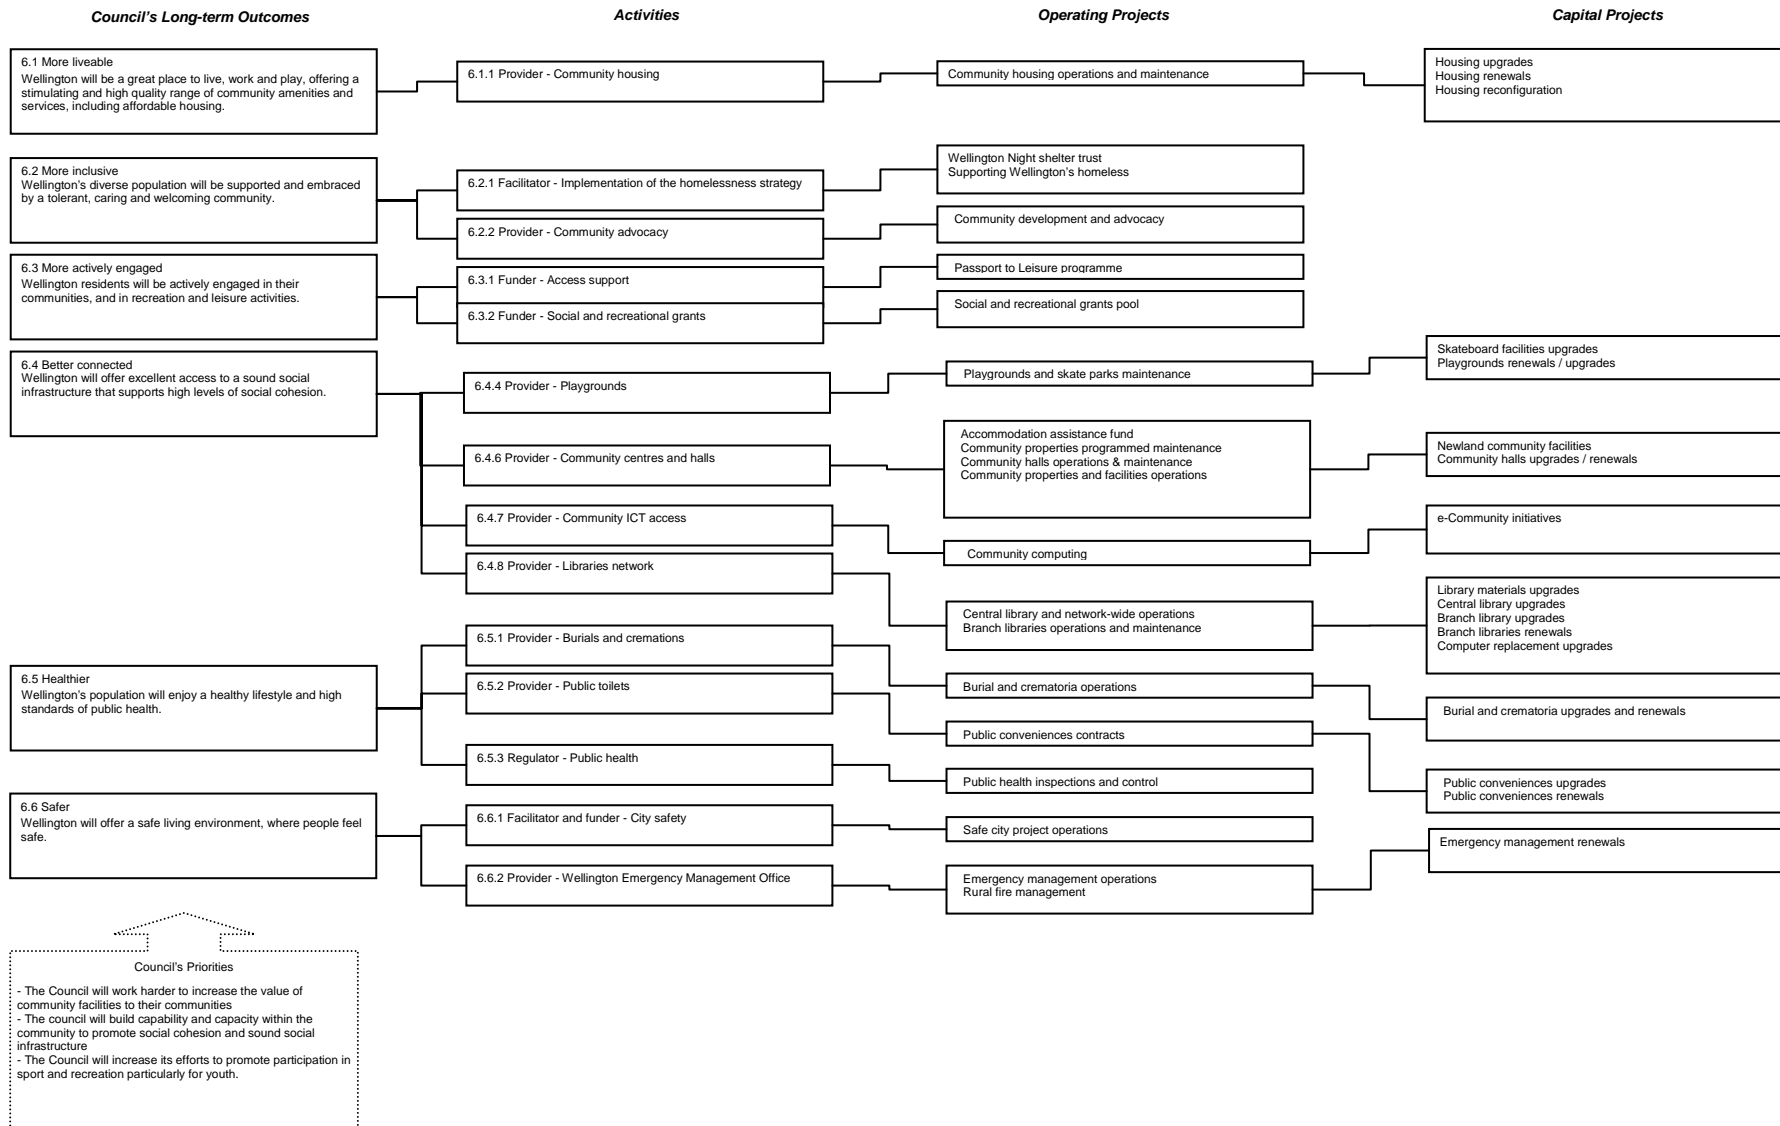 Council's Long-term Outcomes
Activities
Operating Projects
Capital Projects
6.1 More liveable
Wellington will be a great place to live, work and play, offering a
stimulating and high quality range of community amenities and
services, including affordable housing.
6.1.1 Provider - Community housing
Community housing operations and maintenance
Housing upgrades
Housing renewals
Housing reconfiguration
6.2 More inclusive
Wellington's diverse population will be supported and embraced
by a tolerant, caring and welcoming community.
6.2.1 Facilitator - Implementation of the homelessness strategy
Wellington Night shelter trust
Supporting Wellington's homeless
6.2.2 Provider - Community advocacy
Community development and advocacy
6.3 More actively engaged
Wellington residents will be actively engaged in their
communities, and in recreation and leisure activities.
6.3.1 Funder - Access support
Passport to Leisure programme
6.3.2 Funder - Social and recreational grants
Social and recreational grants pool
6.4 Better connected
Wellington will offer excellent access to a sound social
infrastructure that supports high levels of social cohesion.
6.4.4 Provider - Playgrounds
Playgrounds and skate parks maintenance
Skateboard facilities upgrades
Playgrounds renewals / upgrades
6.4.6 Provider - Community centres and halls
Accommodation assistance fund
Community properties programmed maintenance
Community halls operations & maintenance
Community properties and facilities operations
Newland community facilities
Community halls upgrades / renewals
6.4.7 Provider - Community ICT access
Community computing
e-Community initiatives
6.4.8 Provider - Libraries network
Central library and network-wide operations
Branch libraries operations and maintenance
Library materials upgrades
Central library upgrades
Branch library upgrades
Branch libraries renewals
Computer replacement upgrades
6.5 Healthier
Wellington's population will enjoy a healthy lifestyle and high
standards of public health.
6.5.1 Provider - Burials and cremations
Burial and crematoria operations
Burial and crematoria upgrades and renewals
6.5.2 Provider - Public toilets
Public conveniences contracts
Public conveniences upgrades
Public conveniences renewals
6.5.3 Regulator - Public health
Public health inspections and control
6.6 Safer
Wellington will offer a safe living environment, where people feel
safe.
6.6.1 Facilitator and funder - City safety
Safe city project operations
6.6.2 Provider - Wellington Emergency Management Office
Emergency management operations
Rural fire management
Emergency management renewals
Council's Priorities
- The Council will work harder to increase the value of
community facilities to their communities
- The council will build capability and capacity within the
community to promote social cohesion and sound social
infrastructure
- The Council will increase its efforts to promote participation in
sport and recreation particularly for youth.